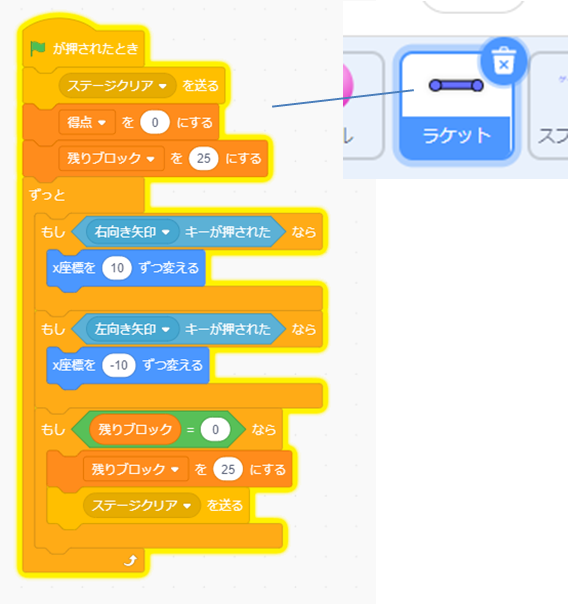 が押されたとき
ステージクリア を送る
得点 を 0 にする
残りブロック を 25 にする
ずっと
もし 右向き矢印 キーが押された なら
x座標を 10 ずつ変える
もし 左向き矢印 キーが押された なら
x座標を -10 ずつ変える
もし 残りブロック = 0 なら
残りブロック を 25 にする
ステージクリア を送る
ル
ラケット
スプ